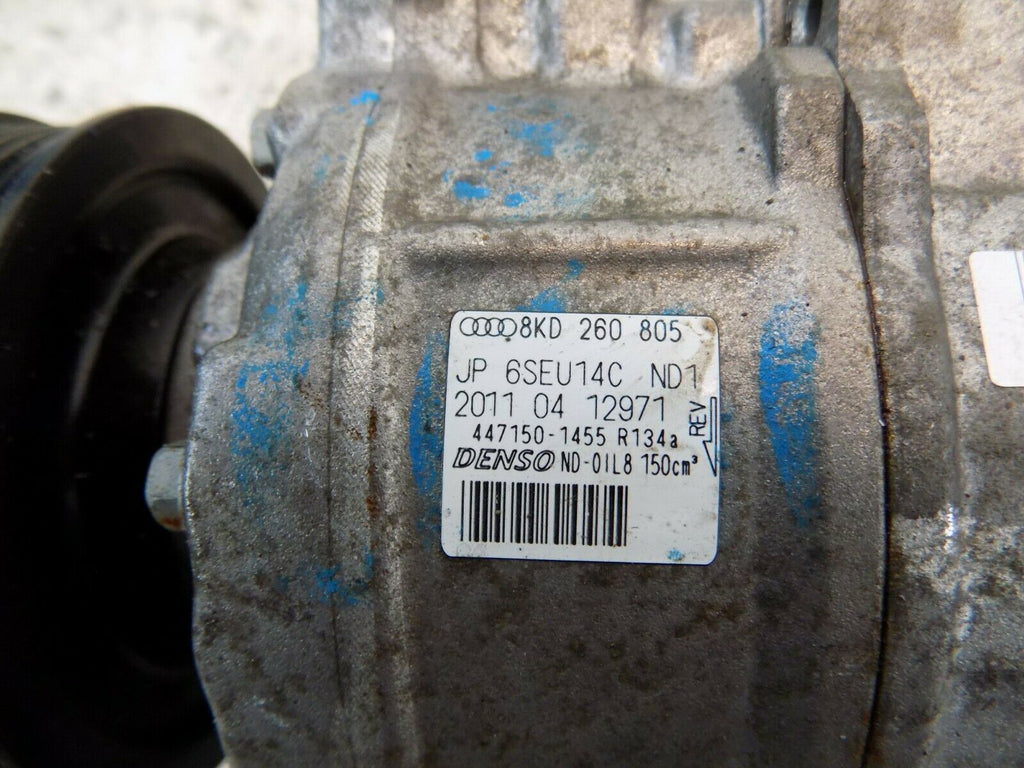 8KD 260 805
JP 6SEU14C ND1
2011 04 12971
REV
447150-1455 R134a
DENSO ND-OIL8 150cm³